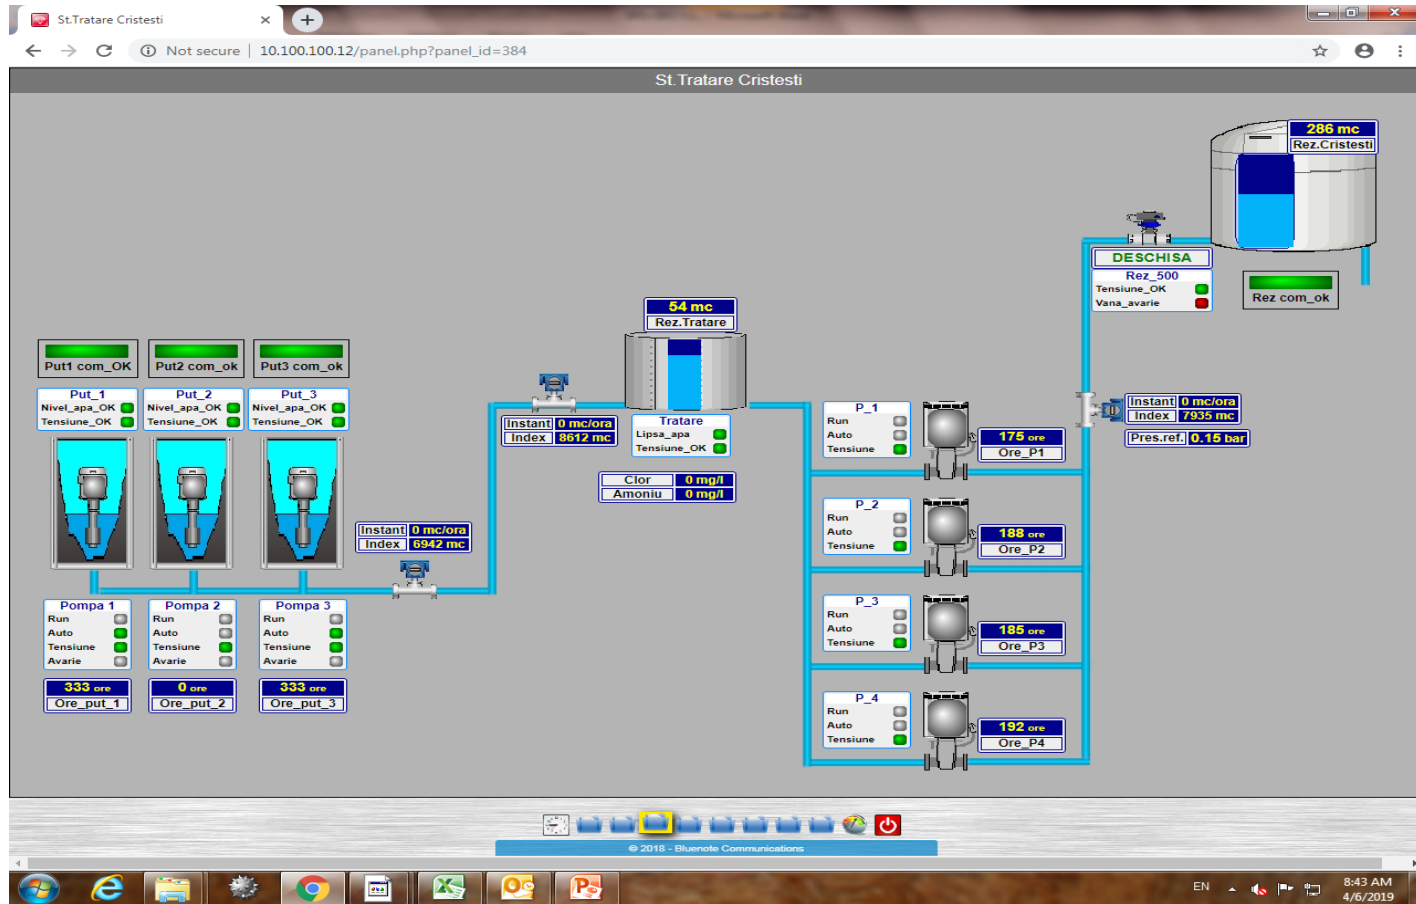 St.Tratare Cristesti
Not secure | 10.100.100.12/panel.php?panel_id=384
St.Tratare Cristesti
286 mc
Rez.Cristesti
DESCHISA
Rez_500
Tensiune_OK
Vana_avarie
Rez com_ok
54 mc
Rez.Tratare
Put1 com_OK
Put2 com_ok
Put3 com_ok
Put_1
Nivel_apa_OK
Tensiune_OK
Put_2
Nivel_apa_OK
Tensiune_OK
Put_3
Nivel_apa_OK
Tensiune_OK
Instant 0 mc/ora
Index 8612 mc
Tratare
Lipsa_apa
Tensiune_OK
Clor 0 mg/l
Amoniu 0 mg/l
Instant 0 mc/ora
Index 6942 mc
P_1
Run
Auto
Tensiune
175 ore
Ore_P1
Instant 0 mc/ora
Index 7935 mc
Pres.ref. 0.15 bar
P_2
Run
Auto
Tensiune
188 ore
Ore_P2
P_3
Run
Auto
Tensiune
185 ore
Ore_P3
P_4
Run
Auto
Tensiune
192 ore
Ore_P4
Pompa 1
Run
Auto
Tensiune
Avarie
Pompa 2
Run
Auto
Tensiune
Avarie
Pompa 3
Run
Auto
Tensiune
Avarie
333 ore
Ore_put_1
0 ore
Ore_put_2
333 ore
Ore_put_3
© 2018 - Bluenote Communications
EN
8:43 AM
4/6/2019